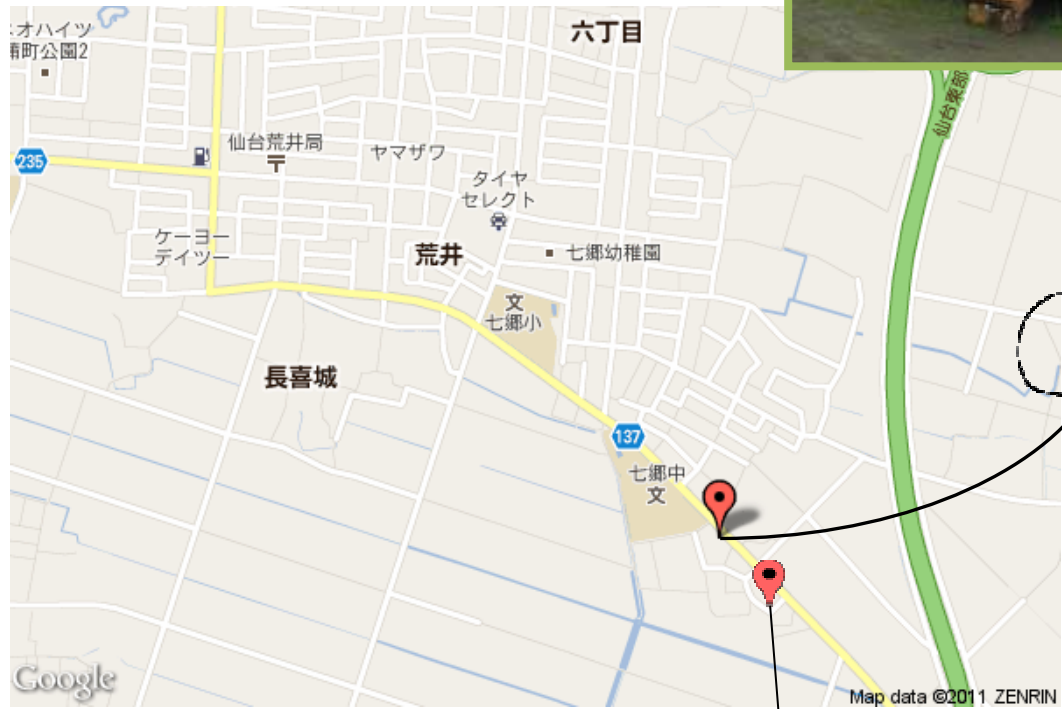 六丁目
オハイツ
町公園2
仙台荒井局
ヤマザワ
235
タイヤ
セレクト
ケーヨー
デイツー
荒井
七郷幼稚園
文
七郷小
長喜城
137
七郷中
文
仙台東部
Google
Map data ©2011 ZENRIN